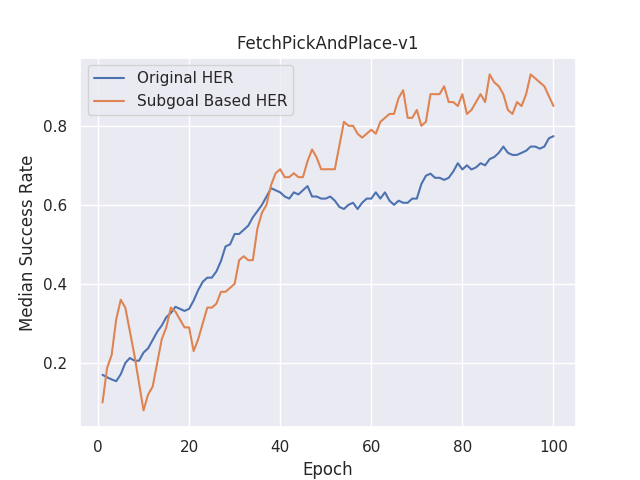 FetchPickAndPlace-v1
Original HER
Subgoal Based HER
Median Success Rate
0.8
0.6
0.4
0.2
0 20 40 60 80 100
Epoch